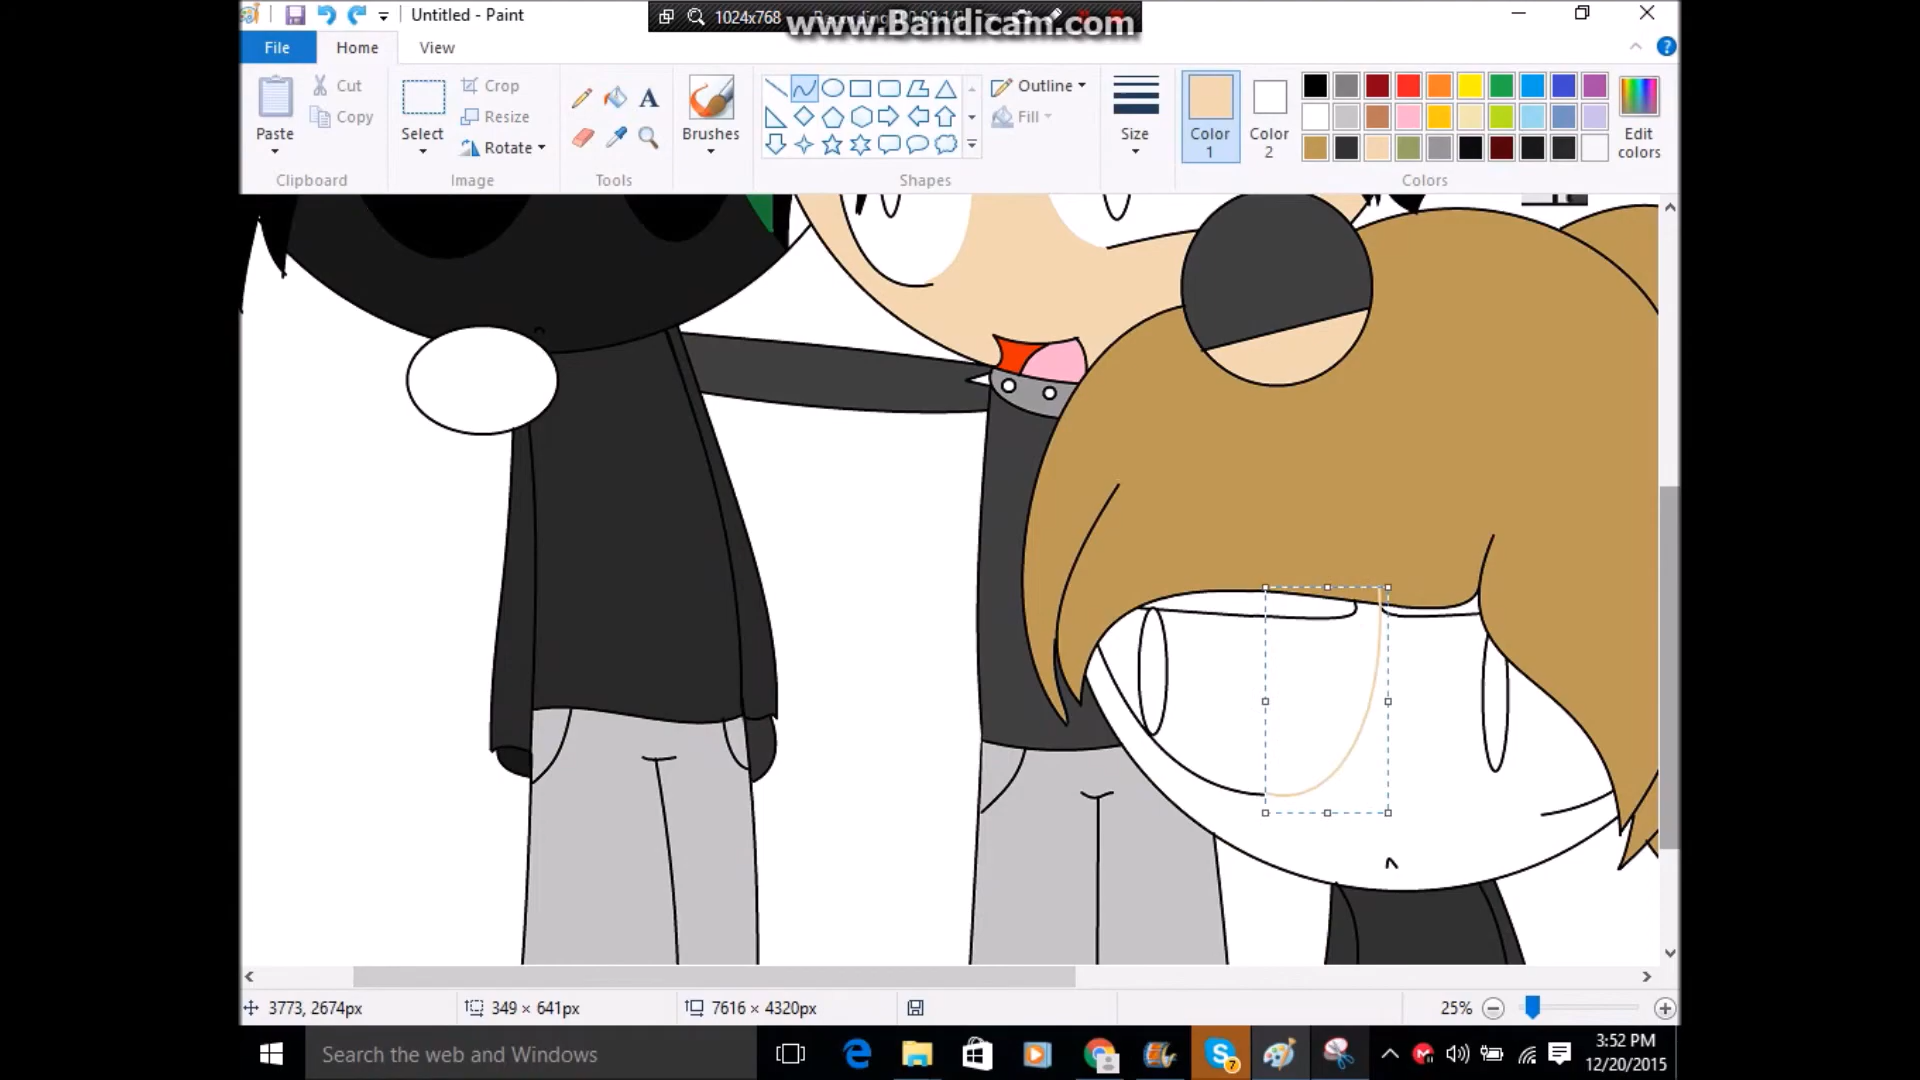 Untitled - Paint
1024x768
www.Bandicam.com
File
Home
View
Cut
Copy
Paste
Clipboard
Crop
Resize
Rotate
Select
Image
Tools
Brushes
Shapes
Outline
Fill
Size
Color 1
Color 2
Edit colors
Colors
3773, 2674px
349 × 641px
7616 × 4320px
25%
Search the web and Windows
7
3:52 PM
12/20/2015